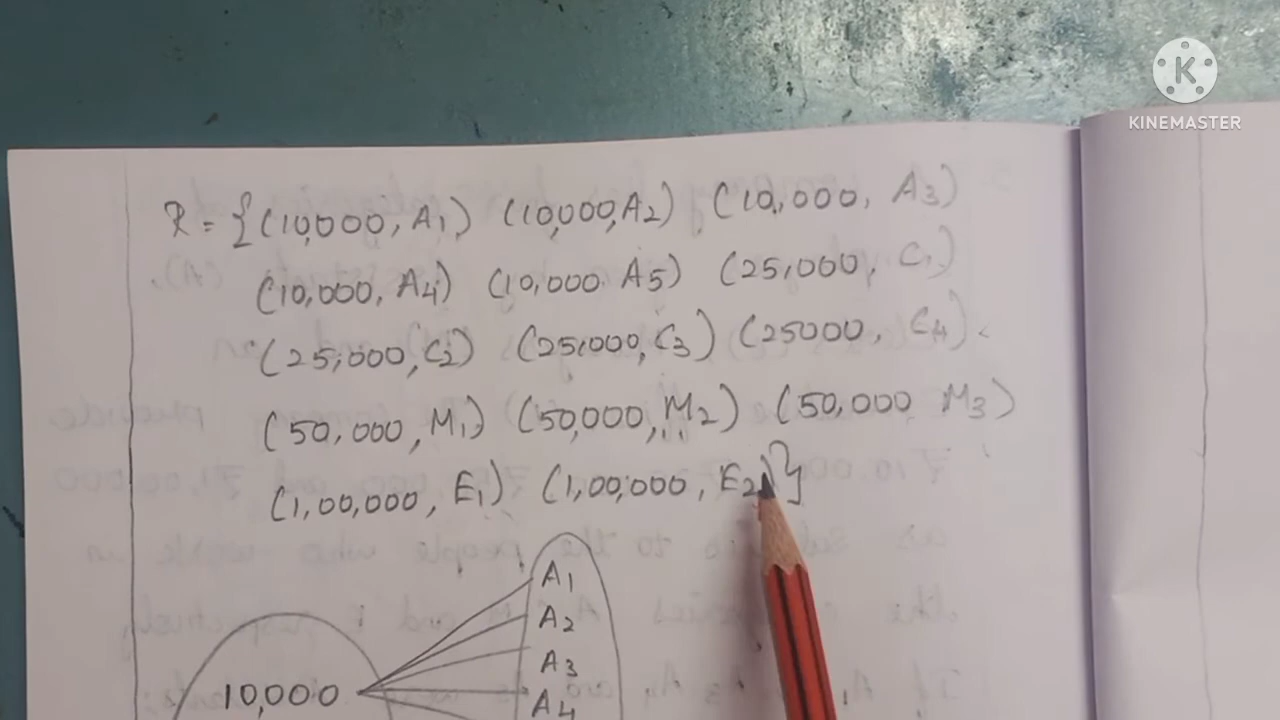 KINEMASTER
R = {(10,000, A1) (10,000, A2) (10,000, A3)
(10,000, A4) (10,000 A5) (25,000, C1)
(25,000, C2) (25,000, C3) (25000, C4)
(50,000, M1) (50,000, M2) (50,000 M3)
(1,00,000, E1) (1,00,000, E2)}
A1
A2
A3
10,000
A4